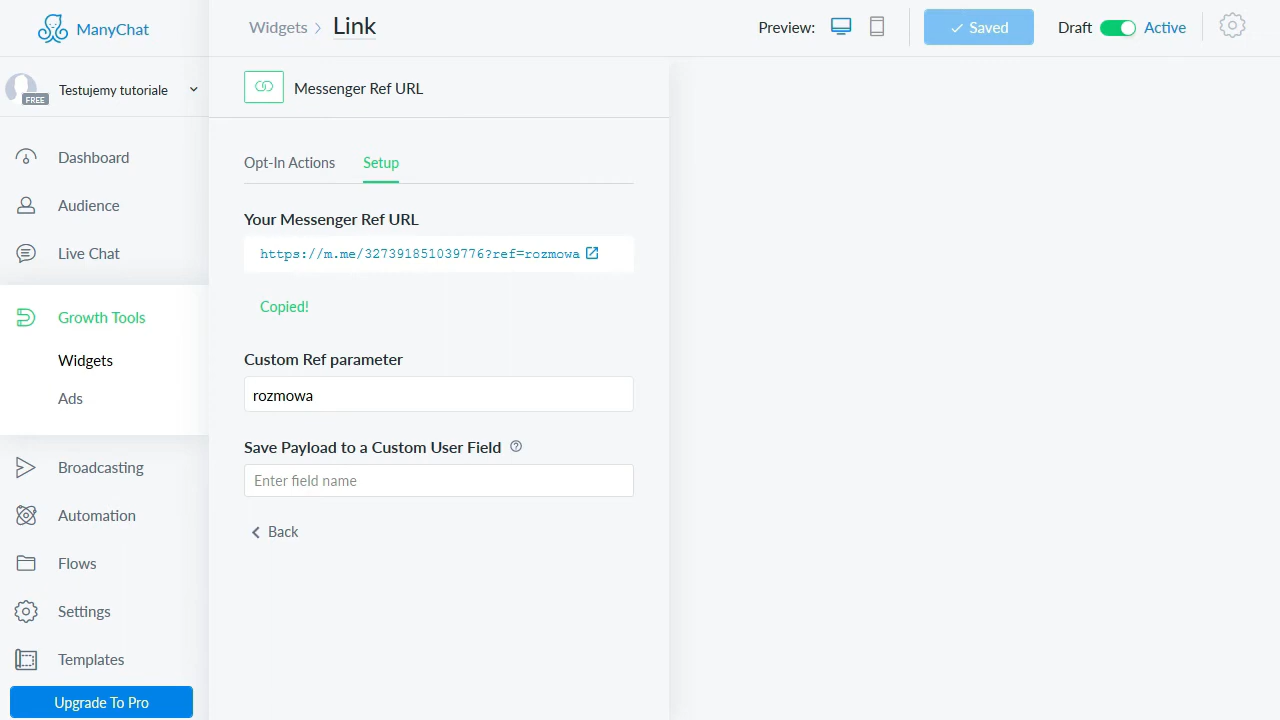 ManyChat
Widgets > Link
Preview:
Saved
Draft
Active
Testujemy tutoriale
FREE
Messenger Ref URL
Dashboard
Audience
Live Chat
Growth Tools
Widgets
Ads
Broadcasting
Automation
Flows
Settings
Templates
Upgrade To Pro
Opt-In Actions
Setup
Your Messenger Ref URL
https://m.me/327391851039776?ref=rozmowa
Copied!
Custom Ref parameter
rozmowa
Save Payload to a Custom User Field
Enter field name
Back